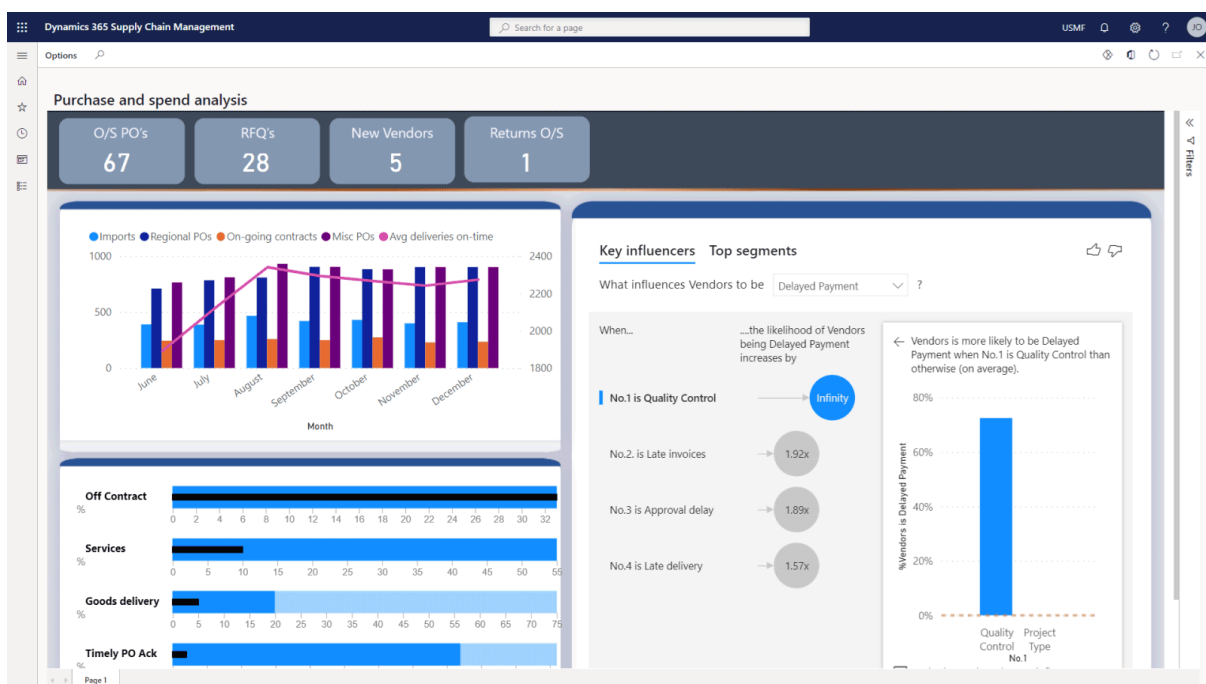 Dynamics 365 Supply Chain Management
Search for a page
USMF
?
JO
Options
Purchase and spend analysis
O/S PO's
67
RFQ's
28
New Vendors
5
Returns O/S
1
Filters
Imports Regional POs On-going contracts Misc POs Avg deliveries on-time
1000
500
0
2400
2200
2000
1800
June July August September October November December
Month
Key influencers Top segments
What influences Vendors to be Delayed Payment ?
When...
....the likelihood of Vendors
being Delayed Payment
increases by
No.1 is Quality Control Infinity
No.2. is Late invoices 1.92x
No.3 is Approval delay 1.89x
No.4 is Late delivery 1.57x
Vendors is more likely to be Delayed
Payment when No.1 is Quality Control than
otherwise (on average).
80%
60%
40%
20%
0%
%Vendors is Delayed Payment
Quality Control
Project Type
No.1
Off Contract
%
0 2 4 6 8 10 12 14 16 18 20 22 24 26 28 30 32
Services
%
0 5 10 15 20 25 30 35 40 45 50 55
Goods delivery
%
0 5 10 15 20 25 30 35 40 45 50 55 60 65 70 75
Timely PO Ack
%
Page 1